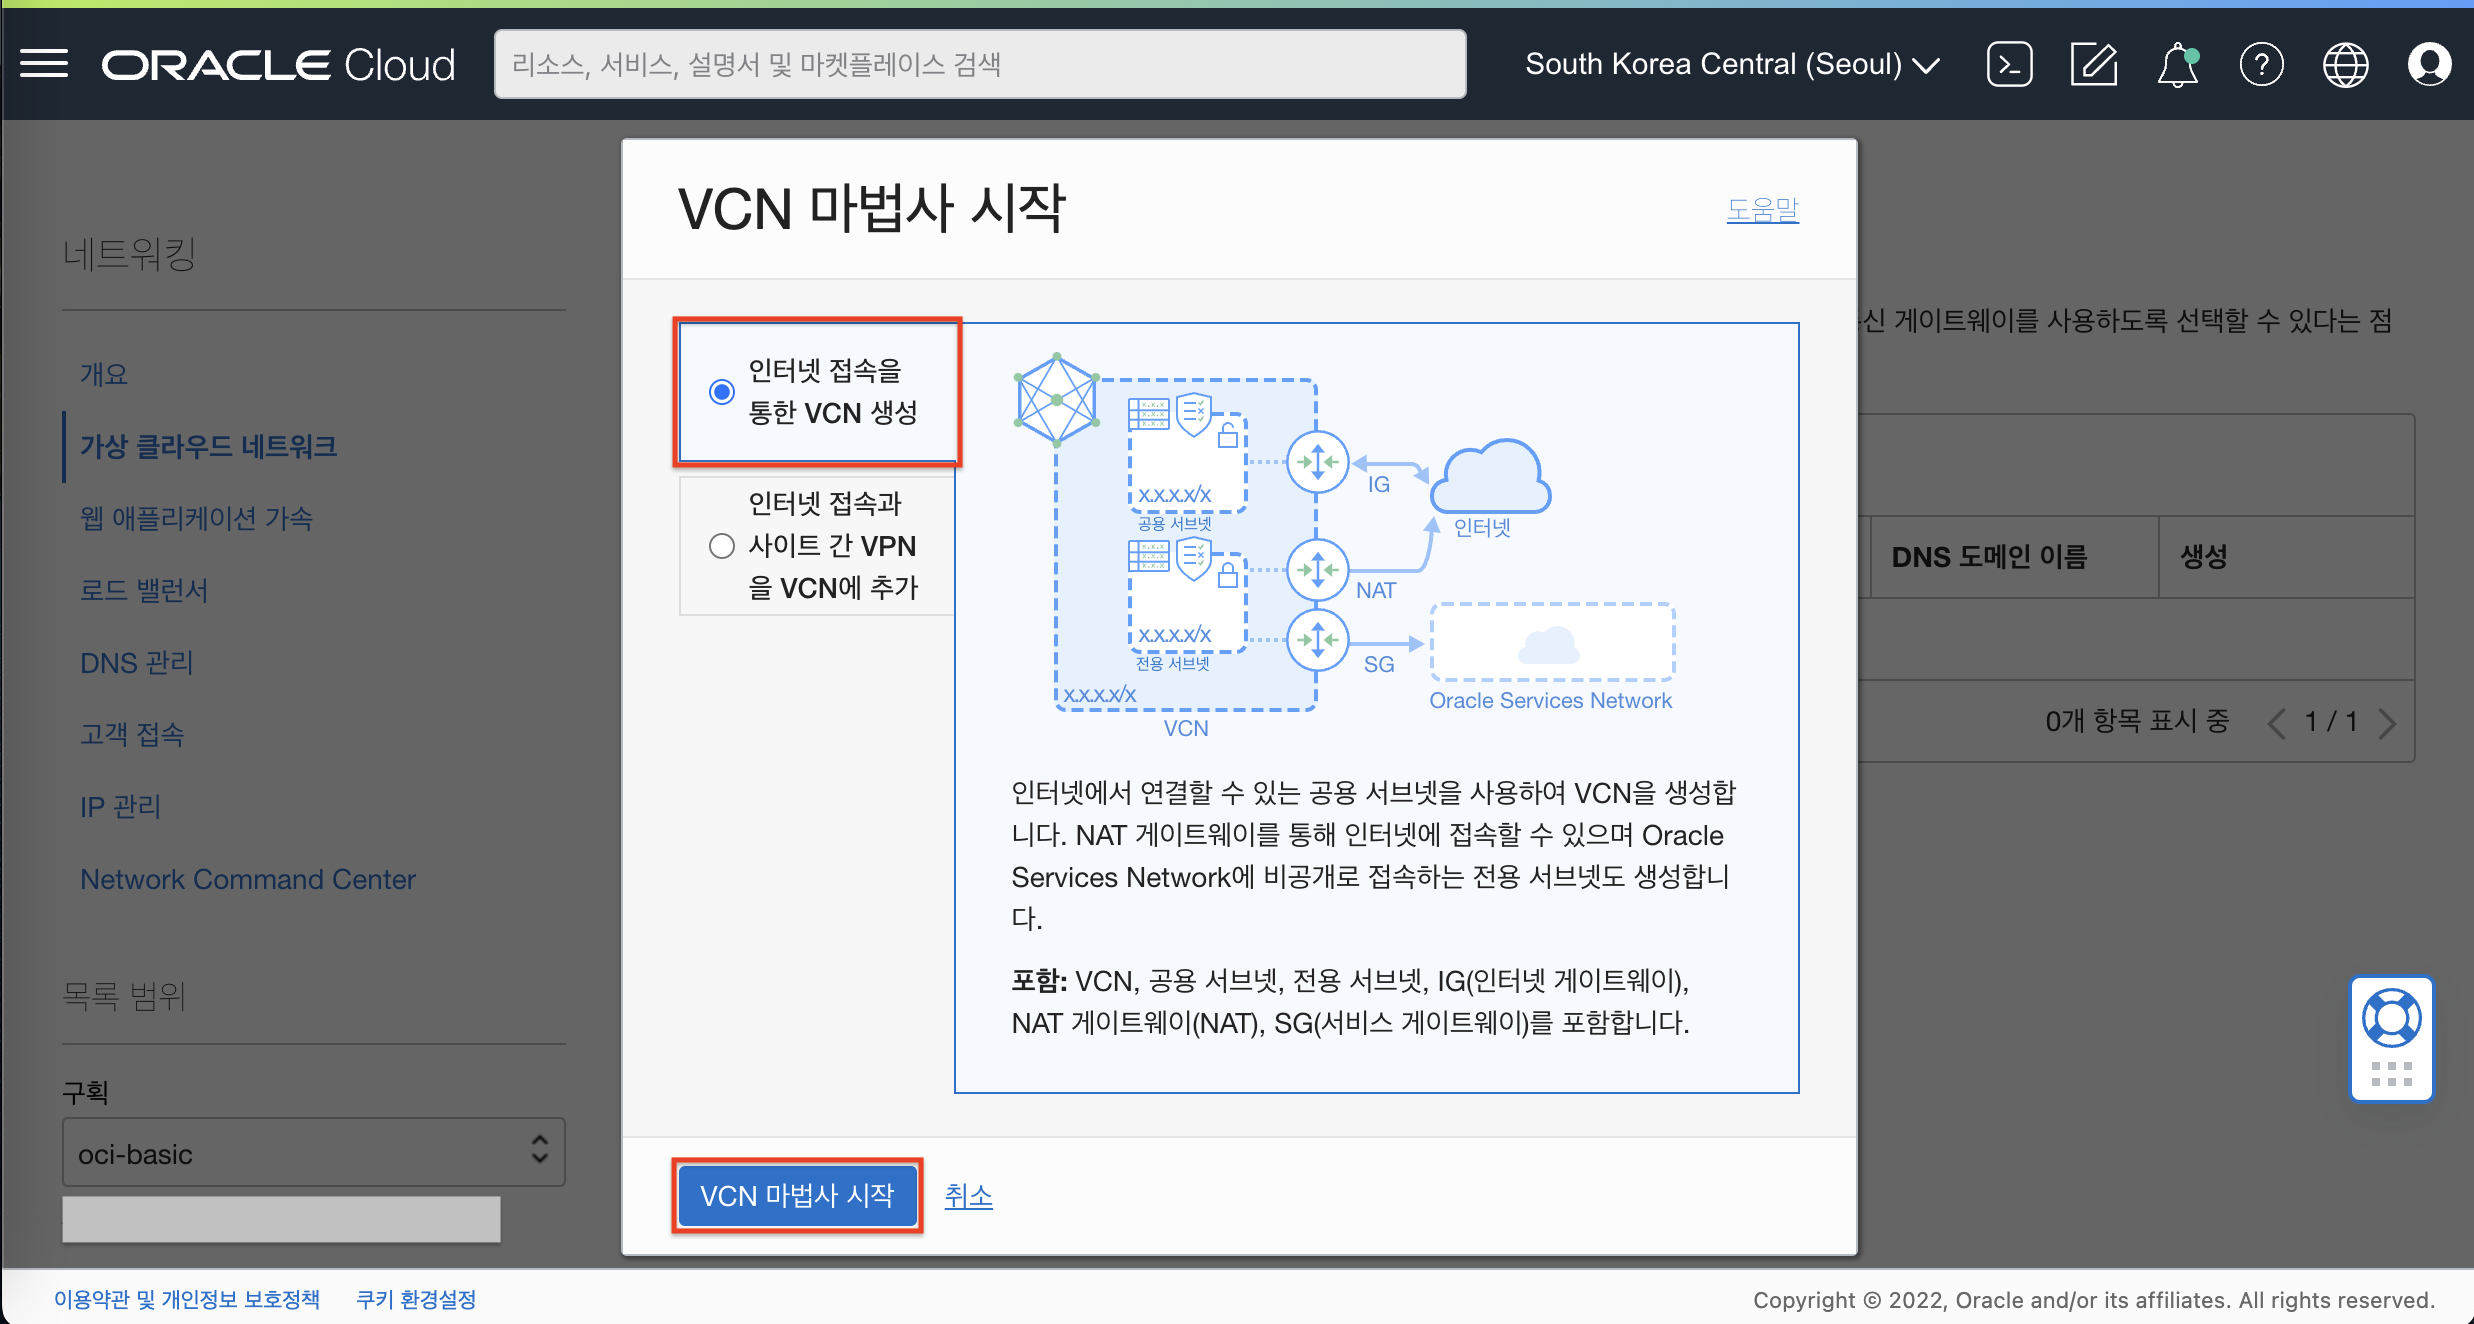 ORACLE Cloud
리소스, 서비스, 설명서 및 마켓플레이스 검색
South Korea Central (Seoul)
네트워킹
개요
가상 클라우드 네트워크
웹 애플리케이션 가속
로드 밸런서
DNS 관리
고객 접속
IP 관리
Network Command Center
목록 범위
구획
oci-basic
VCN 마법사 시작
도움말
인터넷 접속을
통한 VCN 생성
인터넷 접속과
사이트 간 VPN
을 VCN에 추가
x.x.x.x/x
공용 서브넷
x.x.x.x/x
전용 서브넷
x.x.x.x/x
VCN
IG
인터넷
NAT
SG
Oracle Services Network
인터넷에서 연결할 수 있는 공용 서브넷을 사용하여 VCN을 생성합
니다. NAT 게이트웨이를 통해 인터넷에 접속할 수 있으며 Oracle
Services Network에 비공개로 접속하는 전용 서브넷도 생성합니
다.
포함: VCN, 공용 서브넷, 전용 서브넷, IG(인터넷 게이트웨이),
NAT 게이트웨이(NAT), SG(서비스 게이트웨이)를 포함합니다.
VCN 마법사 시작
취소
게이트웨이를 사용하도록 선택할 수 있다는 점
DNS 도메인 이름
생성
0개 항목 표시 중
1 / 1
이용약관 및 개인정보 보호정책
쿠키 환경설정
Copyright © 2022, Oracle and/or its affiliates. All rights reserved.